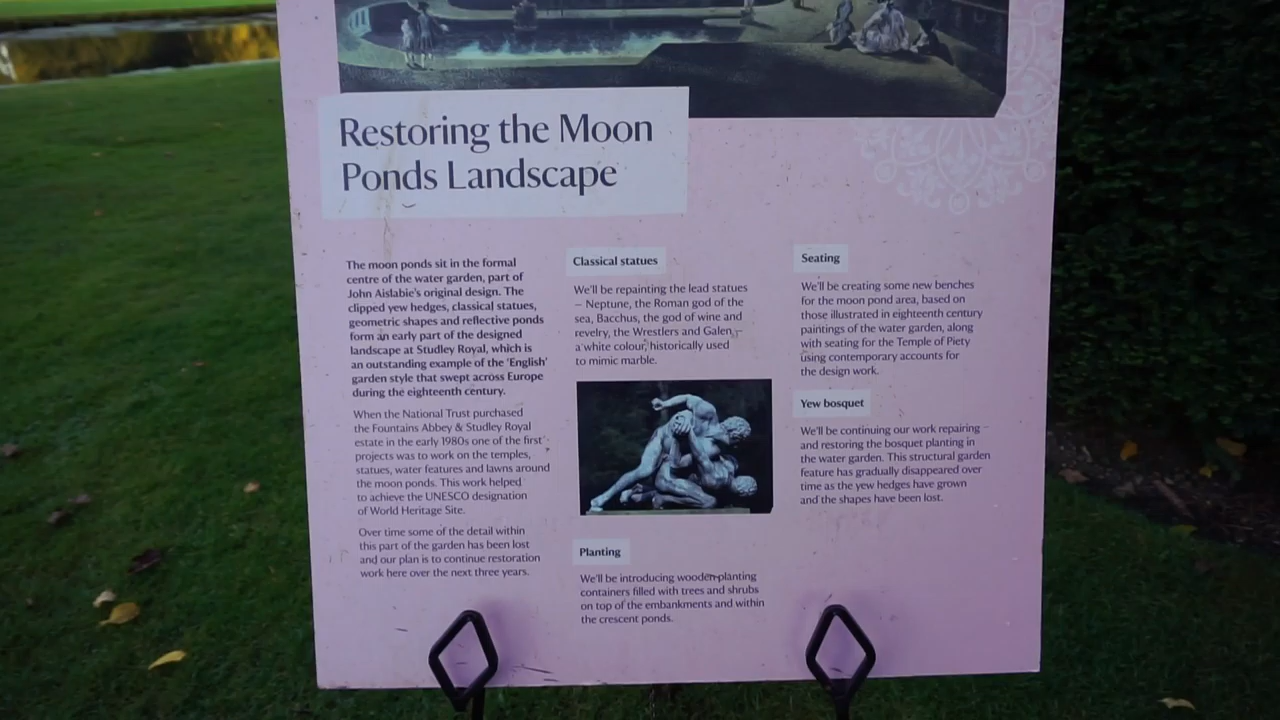 Restoring the Moon
Ponds Landscape
The moon ponds sit in the formal
centre of the water garden, part of
John Aislabie's original design. The
clipped yew hedges, classical statues,
geometric shapes and reflective ponds
form an early part of the designed
landscape at Studley Royal, which is
an outstanding example of the 'English'
garden style that swept across Europe
during the eighteenth century.
When the National Trust purchased
the Fountains Abbey & Studley Royal
estate in the early 1980s one of the first
projects was to work on the temples,
statues, water features and lawns around
the moon ponds. This work helped
to achieve the UNESCO designation
of World Heritage Site.
Over time some of the detail within
this part of the garden has been lost
and our plan is to continue restoration
work here over the next three years.
Classical statues
We'll be repainting the lead statues
– Neptune, the Roman god of the
sea, Bacchus, the god of wine and
revelry, the Wrestlers and Galen –
a white colour, historically used
to mimic marble.
Planting
We'll be introducing wooden planting
containers filled with trees and shrubs
on top of the embankments and within
the crescent ponds.
Seating
We'll be creating some new benches
for the moon pond area, based on
those illustrated in eighteenth century
paintings of the water garden, along
with seating for the Temple of Piety
using contemporary accounts for
the design work.
Yew bosquet
We'll be continuing our work repairing
and restoring the bosquet planting in
the water garden. This structural garden
feature has gradually disappeared over
time as the yew hedges have grown
and the shapes have been lost.